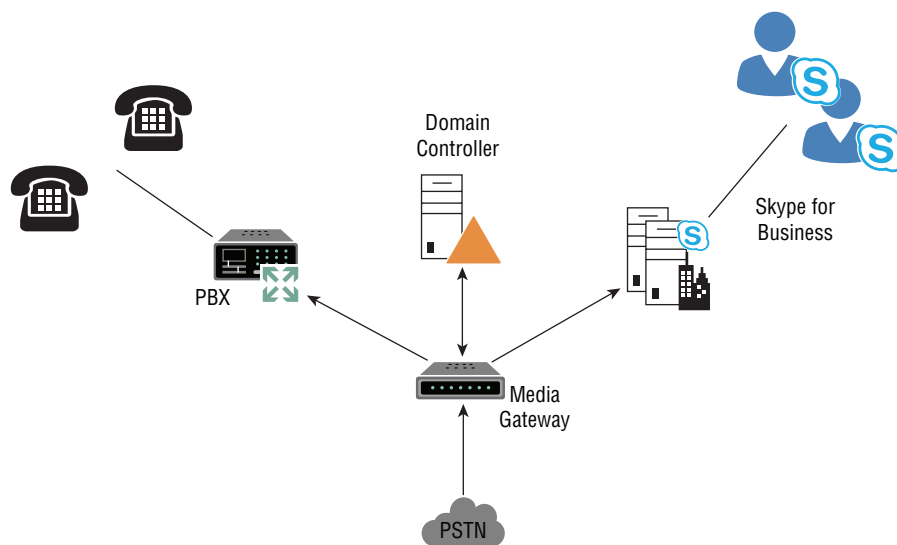 Domain
Controller
S
S
S
Skype for
Business
PBX
Media
Gateway
PSTN